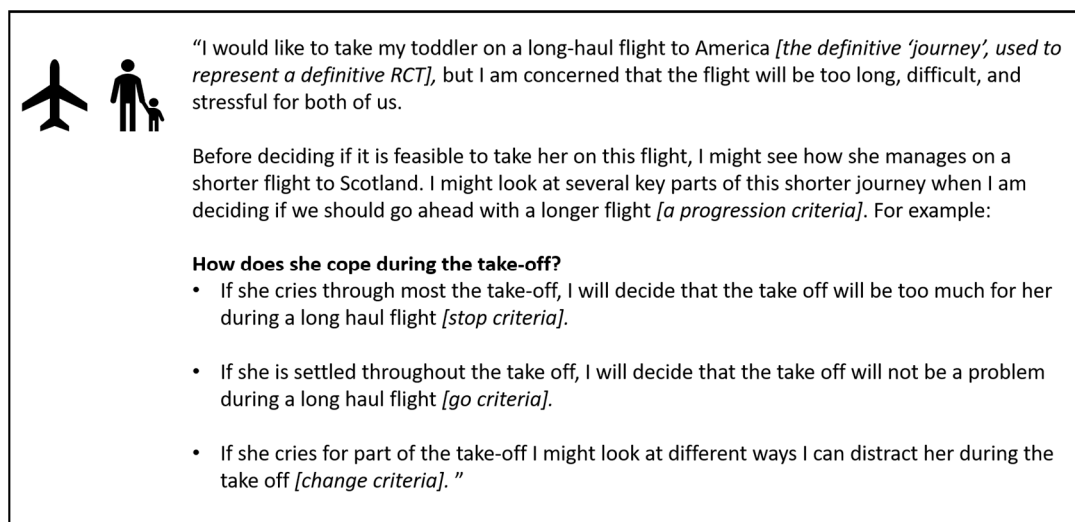 “I would like to take my toddler on a long-haul flight to America [the definitive ‘journey’, used to
represent a definitive RCT], but I am concerned that the flight will be too long, difficult, and
stressful for both of us.
Before deciding if it is feasible to take her on this flight, I might see how she manages on a
shorter flight to Scotland. I might look at several key parts of this shorter journey when I am
deciding if we should go ahead with a longer flight [a progression criteria]. For example:
How does she cope during the take-off?
• If she cries through most the take-off, I will decide that the take off will be too much for her
during a long haul flight [stop criteria].
• If she is settled throughout the take off, I will decide that the take off will not be a problem
during a long haul flight [go criteria].
• If she cries for part of the take-off I might look at different ways I can distract her during the
take off [change criteria]. ”